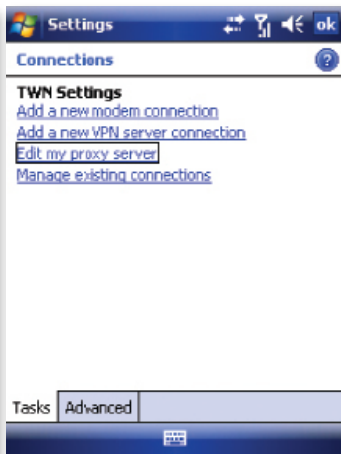 Settings
ok
Connections
?
TWN Settings
Add a new modem connection
Add a new VPN server connection
Edit my proxy server
Manage existing connections
Tasks Advanced